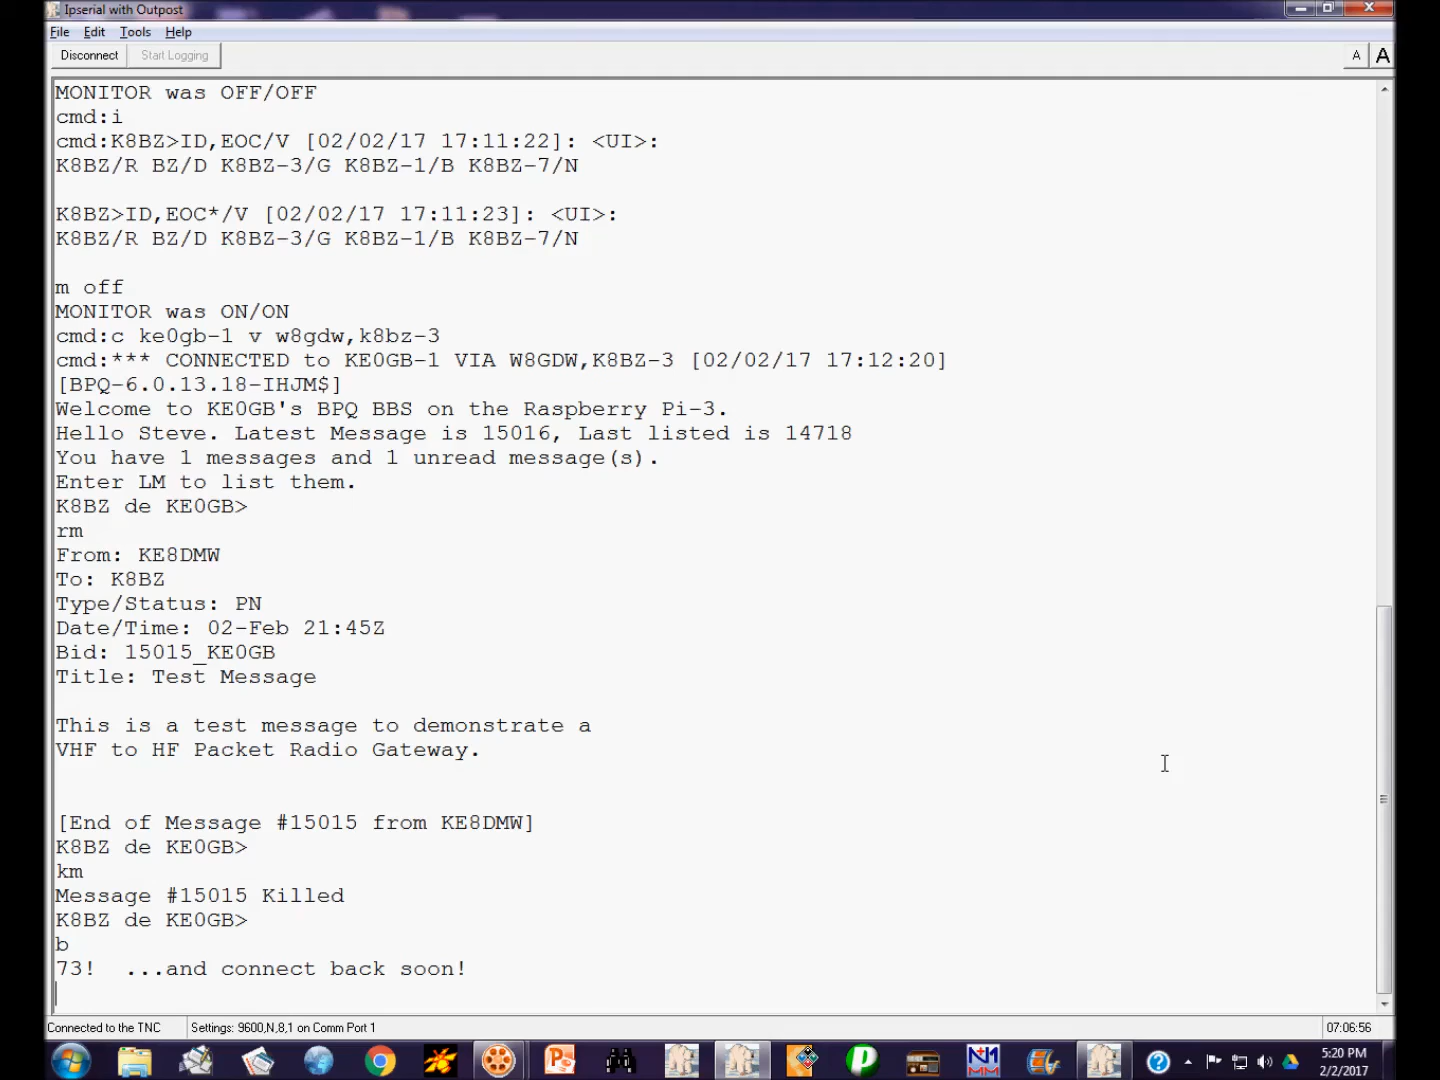 Ipserial with Outpost
File Edit Tools Help
Disconnect Start Logging A A
MONITOR was OFF/OFF
cmd:i
cmd:K8BZ>ID,EOC/V [02/02/17 17:11:22]: <UI>:
K8BZ/R BZ/D K8BZ-3/G K8BZ-1/B K8BZ-7/N
K8BZ>ID,EOC*/V [02/02/17 17:11:23]: <UI>:
K8BZ/R BZ/D K8BZ-3/G K8BZ-1/B K8BZ-7/N
m off
MONITOR was ON/ON
cmd:c ke0gb-1 v w8gdw,k8bz-3
cmd:*** CONNECTED to KE0GB-1 VIA W8GDW,K8BZ-3 [02/02/17 17:12:20]
[BPQ-6.0.13.18-IHJM$]
Welcome to KE0GB's BPQ BBS on the Raspberry Pi-3.
Hello Steve. Latest Message is 15016, Last listed is 14718
You have 1 messages and 1 unread message(s).
Enter LM to list them.
K8BZ de KE0GB>
rm
From: KE8DMW
To: K8BZ
Type/Status: PN
Date/Time: 02-Feb 21:45Z
Bid: 15015_KE0GB
Title: Test Message
This is a test message to demonstrate a
VHF to HF Packet Radio Gateway.
[End of Message #15015 from KE8DMW]
K8BZ de KE0GB>
km
Message #15015 Killed
K8BZ de KE0GB>
b
73!  ...and connect back soon!
Connected to the TNC Settings: 9600,N,8,1 on Comm Port 1 07:06:56
5:20 PM
2/2/2017